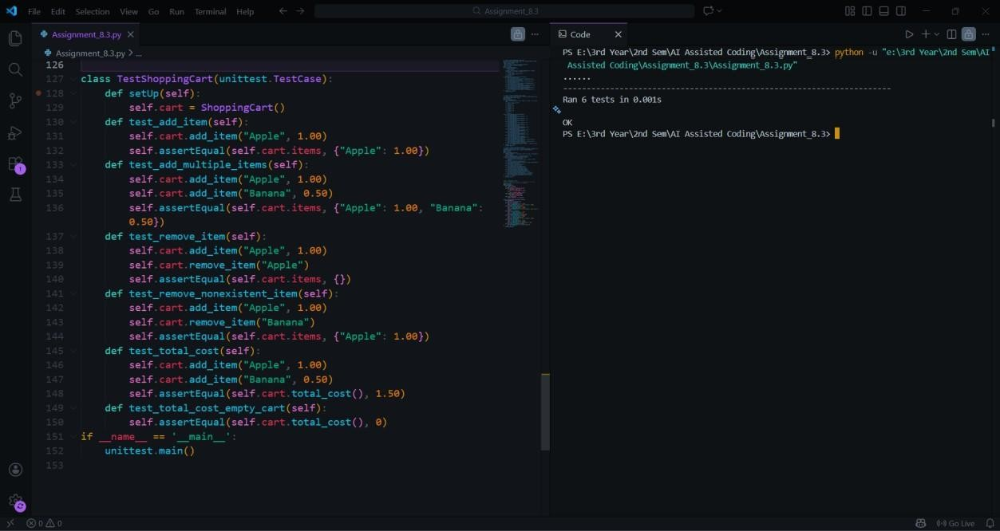 File Edit Selection View Go Run Terminal Help
Assignment_8.3
Assignment_8.3.py
Assignment_8.3.py > ...
126
127 class TestShoppingCart(unittest.TestCase):
128     def setUp(self):
129         self.cart = ShoppingCart()
130     def test_add_item(self):
131         self.cart.add_item("Apple", 1.00)
132         self.assertEqual(self.cart.items, {"Apple": 1.00})
133     def test_add_multiple_items(self):
134         self.cart.add_item("Apple", 1.00)
135         self.cart.add_item("Banana", 0.50)
136         self.assertEqual(self.cart.items, {"Apple": 1.00, "Banana":
0.50})
137     def test_remove_item(self):
138         self.cart.add_item("Apple", 1.00)
139         self.cart.remove_item("Apple")
140         self.assertEqual(self.cart.items, {})
141     def test_remove_nonexistent_item(self):
142         self.cart.add_item("Apple", 1.00)
143         self.cart.remove_item("Banana")
144         self.assertEqual(self.cart.items, {"Apple": 1.00})
145     def test_total_cost(self):
146         self.cart.add_item("Apple", 1.00)
147         self.cart.add_item("Banana", 0.50)
148         self.assertEqual(self.cart.total_cost(), 1.50)
149     def test_total_cost_empty_cart(self):
150         self.assertEqual(self.cart.total_cost(), 0)
151 if __name__ == '__main__':
152     unittest.main()
153
Code
PS E:\3rd Year\2nd Sem\AI Assisted Coding\Assignment_8.3> python -u "e:\3rd Year\2nd Sem\AI
Assisted Coding\Assignment_8.3\Assignment_8.3.py"
......
----------------------------------------------------------------------
Ran 6 tests in 0.001s
OK
PS E:\3rd Year\2nd Sem\AI Assisted Coding\Assignment_8.3>
1
0 0
Go Live